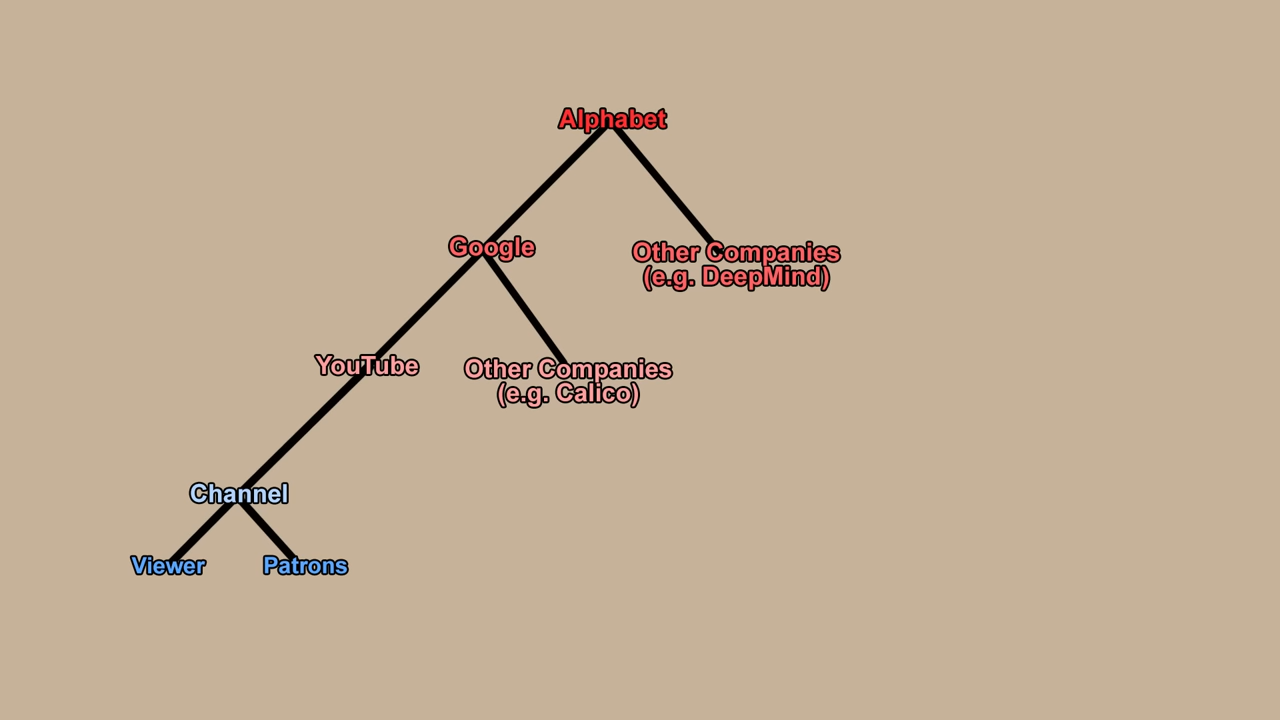 Alphabet
Google
Other Companies
(e.g. DeepMind)
YouTube
Other Companies
(e.g. Calico)
Channel
Viewer
Patrons